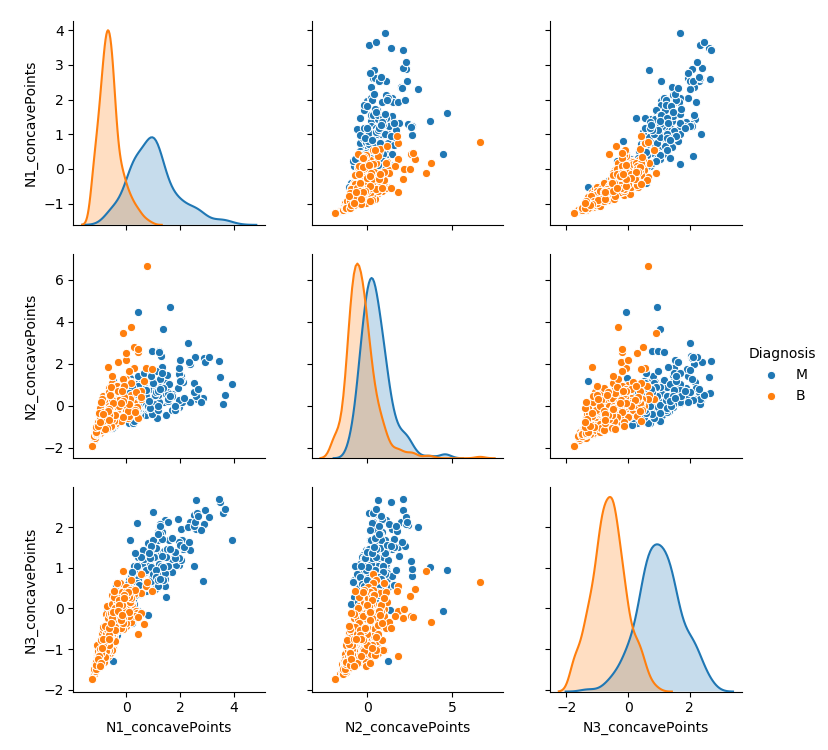 4
3
2
1
0
−1
N1_concavePoints
6
4
2
0
−2
N2_concavePoints
Diagnosis
M
B
2
1
0
−1
−2
N3_concavePoints
0 2 4
N1_concavePoints
0 5
N2_concavePoints
−2 0 2
N3_concavePoints